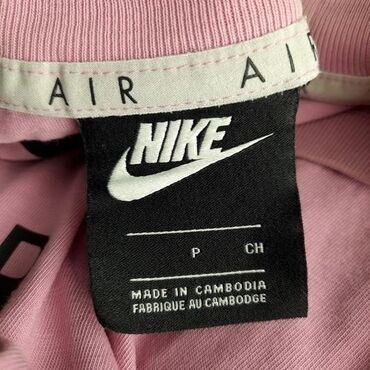 AIR AIR
NIKE
P CH
MADE IN CAMBODIA
FABRIQUE AU CAMBODGE